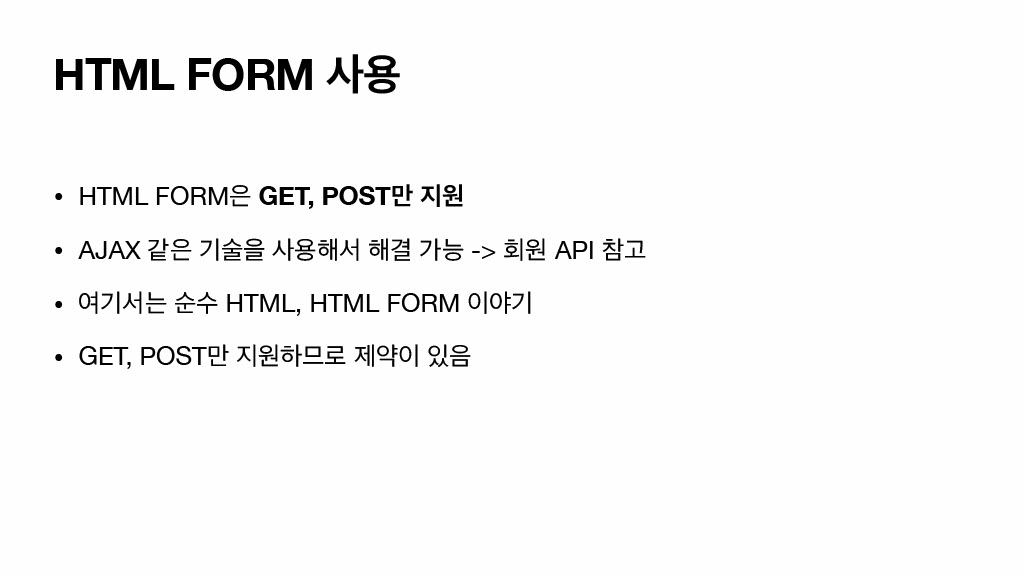 HTML FORM 사용
• HTML FORM은 GET, POST만 지원
• AJAX 같은 기술을 사용해서 해결 가능 -> 회원 API 참고
• 여기서는 순수 HTML, HTML FORM 이야기
• GET, POST만 지원하므로 제약이 있음